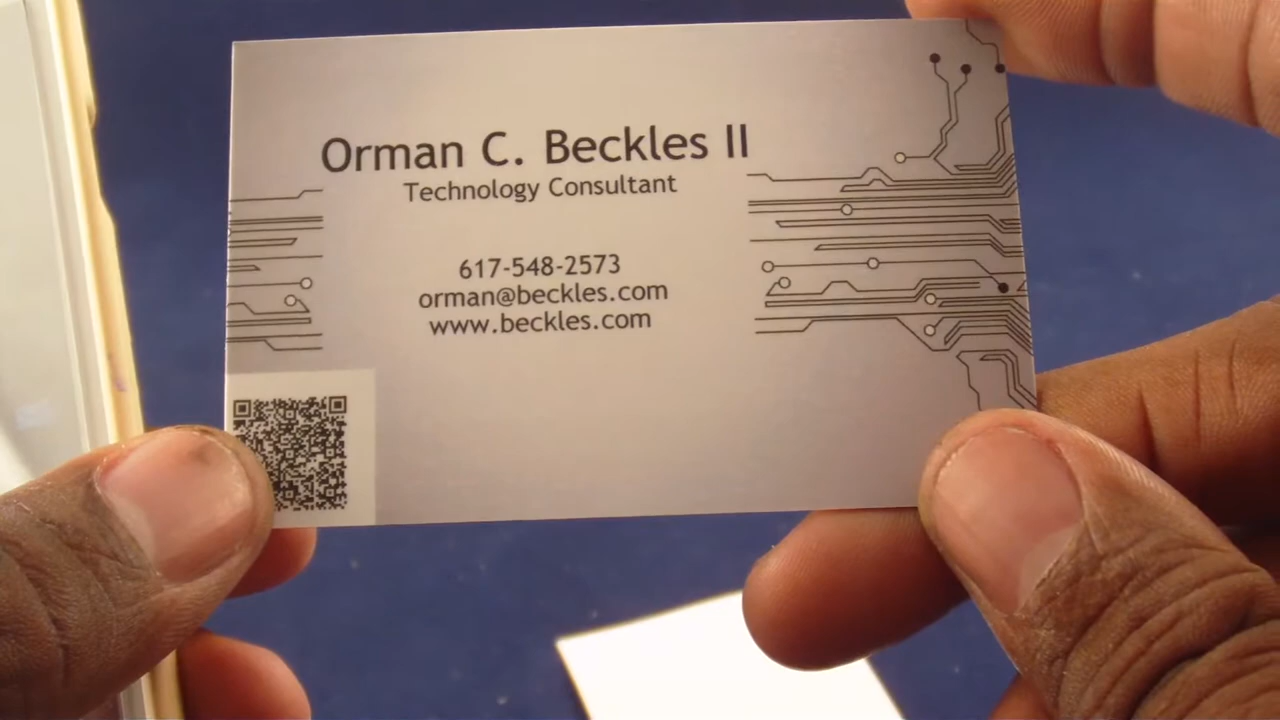 Orman C. Beckles II
Technology Consultant
617-548-2573
orman@beckles.com
www.beckles.com